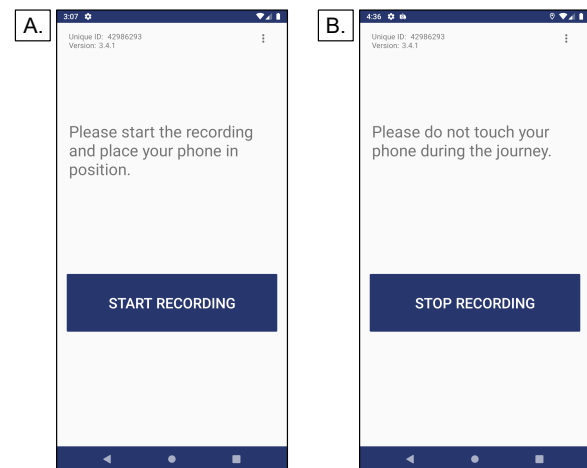 A.
3:07
Unique ID: 42986293
Version: 3.4.1
Please start the recording
and place your phone in
position.
START RECORDING
B.
4:36
Unique ID: 42986293
Version: 3.4.1
Please do not touch your
phone during the journey.
STOP RECORDING